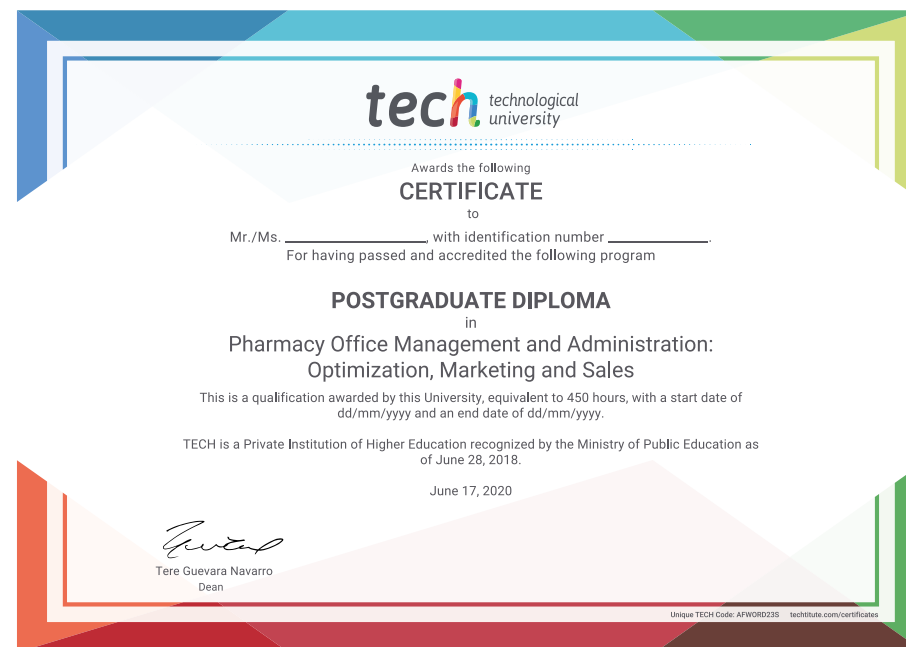 tech technological
university
Awards the following
CERTIFICATE
to
Mr./Ms. ____________________, with identification number ______________.
For having passed and accredited the following program
POSTGRADUATE DIPLOMA
in
Pharmacy Office Management and Administration:
Optimization, Marketing and Sales
This is a qualification awarded by this University, equivalent to 450 hours, with a start date of
dd/mm/yyyy and an end date of dd/mm/yyyy.
TECH is a Private Institution of Higher Education recognized by the Ministry of Public Education as
of June 28, 2018.
June 17, 2020
Tere Guevara Navarro
Dean
Unique TECH Code: AFWORD23S techtitute.com/certificates